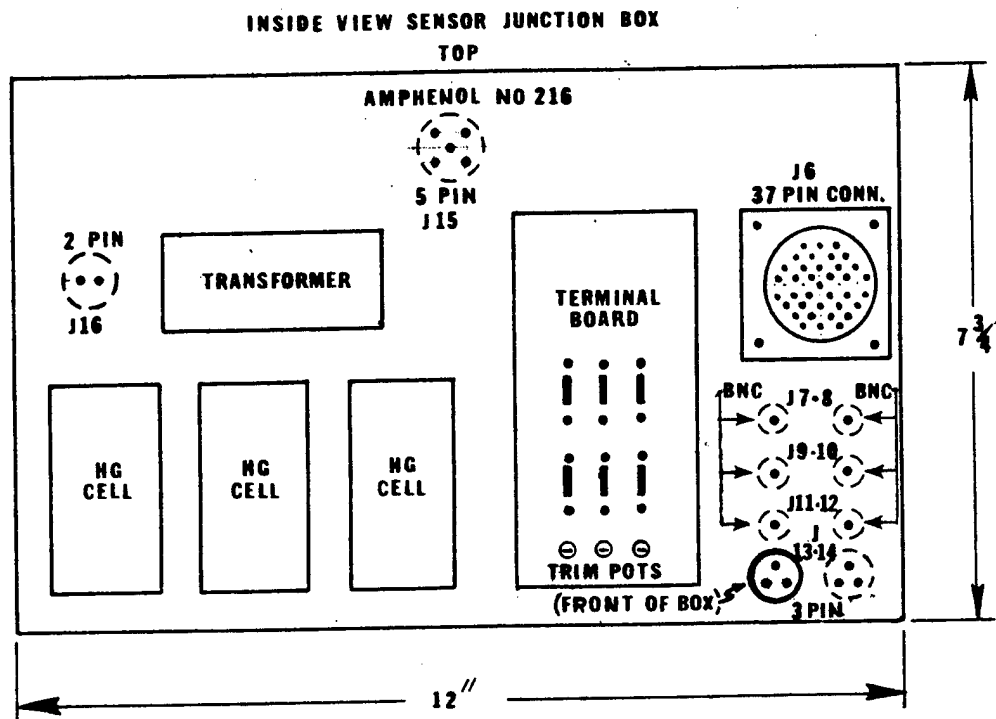 INSIDE VIEW SENSOR JUNCTION BOX
TOP
AMPHENOL NO 216
5 PIN
J15
J6
37 PIN CONN.
2 PIN
J16
TRANSFORMER
TERMINAL
BOARD
7 3/4"
BNC
J7-8
BNC
J9-10
J11-12
J
13-14
HG
CELL
HG
CELL
HG
CELL
TRIM POTS
(FRONT OF BOX)
3 PIN
12"